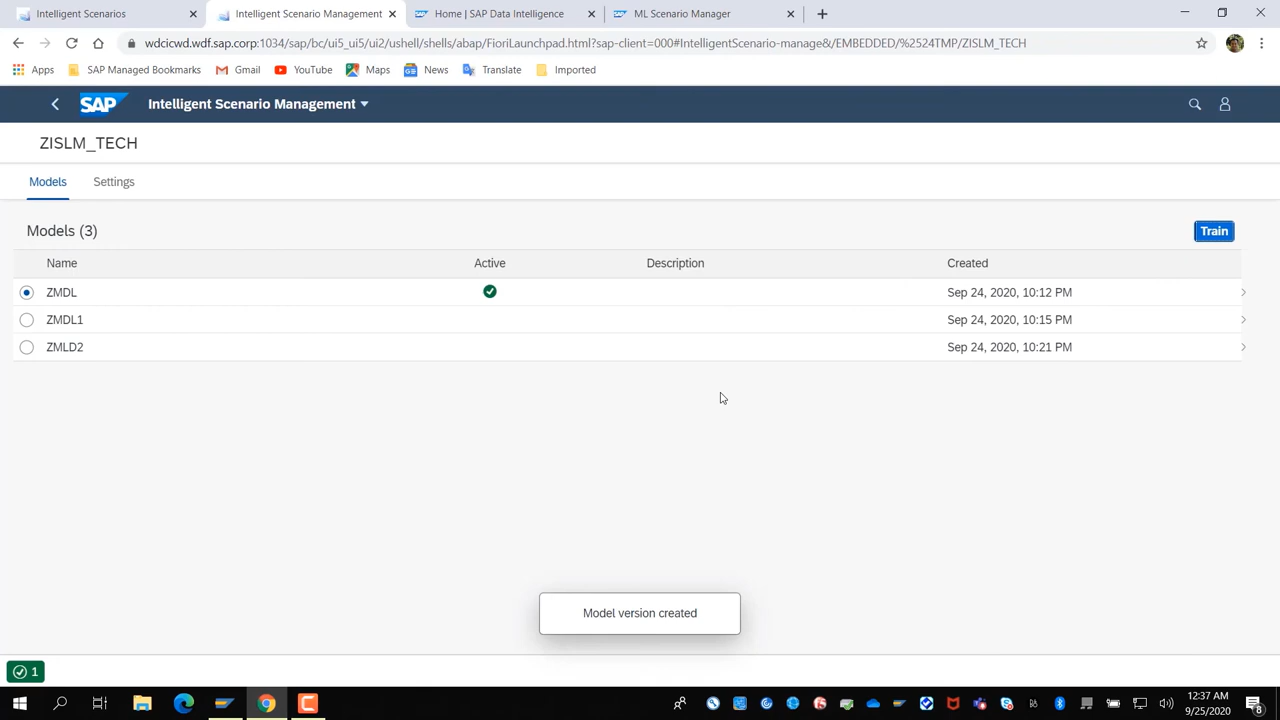 Intelligent Scenarios
Intelligent Scenario Management
Home | SAP Data Intelligence
ML Scenario Manager
wdcicwd.wdf.sap.corp:1034/sap/bc/ui5_ui5/ui2/ushell/shells/abap/FioriLaunchpad.html?sap-client=000#IntelligentScenario-manage&/EMBEDDED/%2524TMP/ZISLM_TECH
Apps
SAP Managed Bookmarks
Gmail
YouTube
Maps
News
Translate
Imported
SAP
Intelligent Scenario Management
ZISLM_TECH
Models
Settings
Models (3)
Train
Name
Active
Description
Created
ZMDL
Sep 24, 2020, 10:12 PM
ZMDL1
Sep 24, 2020, 10:15 PM
ZMLD2
Sep 24, 2020, 10:21 PM
Model version created
1
12:37 AM
9/25/2020
8